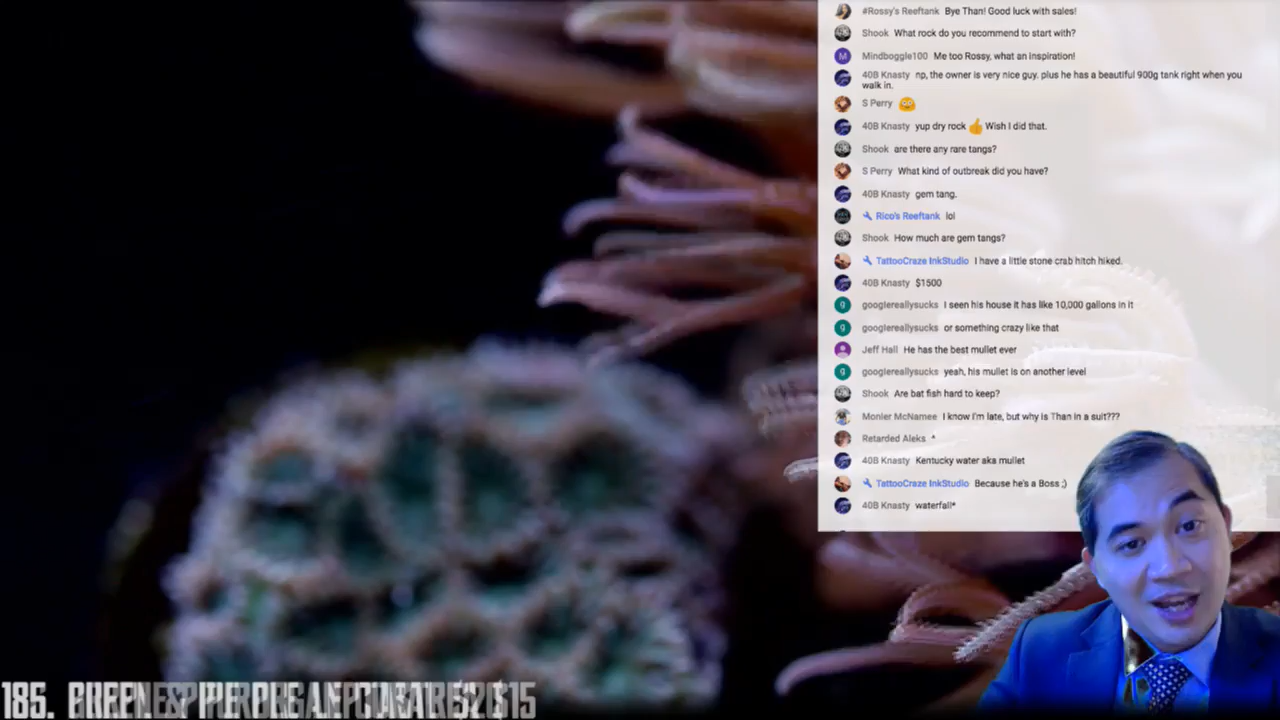 #Rossy's Reeftank Bye Than! Good luck with sales!
Shook What rock do you recommend to start with?
M Mindboggle100 Me too Rossy, what an inspiration!
40B Knasty np, the owner is very nice guy. plus he has a beautiful 900g tank right when you
walk in.
S Perry
40B Knasty yup dry rock 👍 Wish I did that.
Shook are there any rare tangs?
S Perry What kind of outbreak did you have?
40B Knasty gem tang.
Rico's Reeftank lol
Shook How much are gem tangs?
TattooCraze InkStudio I have a little stone crab hitch hiked.
40B Knasty $1500
g googlereallysucks I seen his house it has like 10,000 gallons in it
g googlereallysucks or something crazy like that
Jeff Hall He has the best mullet ever
g googlereallysucks yeah, his mullet is on another level
Shook Are bat fish hard to keep?
Monier McNamee I know I'm late, but why is Than in a suit???
Retarded Aleks ^
40B Knasty Kentucky water aka mullet
TattooCraze InkStudio Because he's a Boss ;)
40B Knasty waterfall*
185.